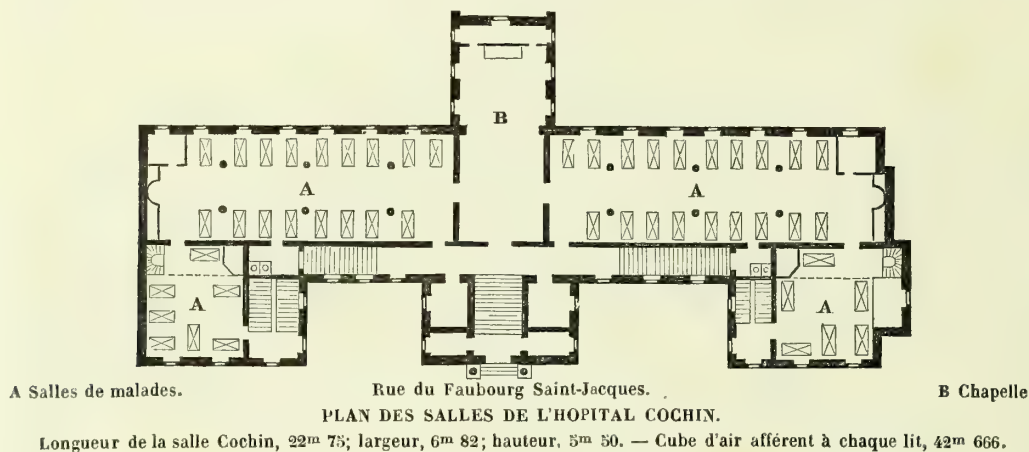 B
A
A
A
A
A Salles de malades. Rue du Faubourg Saint-Jacques. B Chapelle
PLAN DES SALLES DE L'HOPITAL COCHIN.
Longueur de la salle Cochin, 22m 75; largeur, 6m 82; hauteur, 5m 50. — Cube d'air afférent à chaque lit, 42m 666.